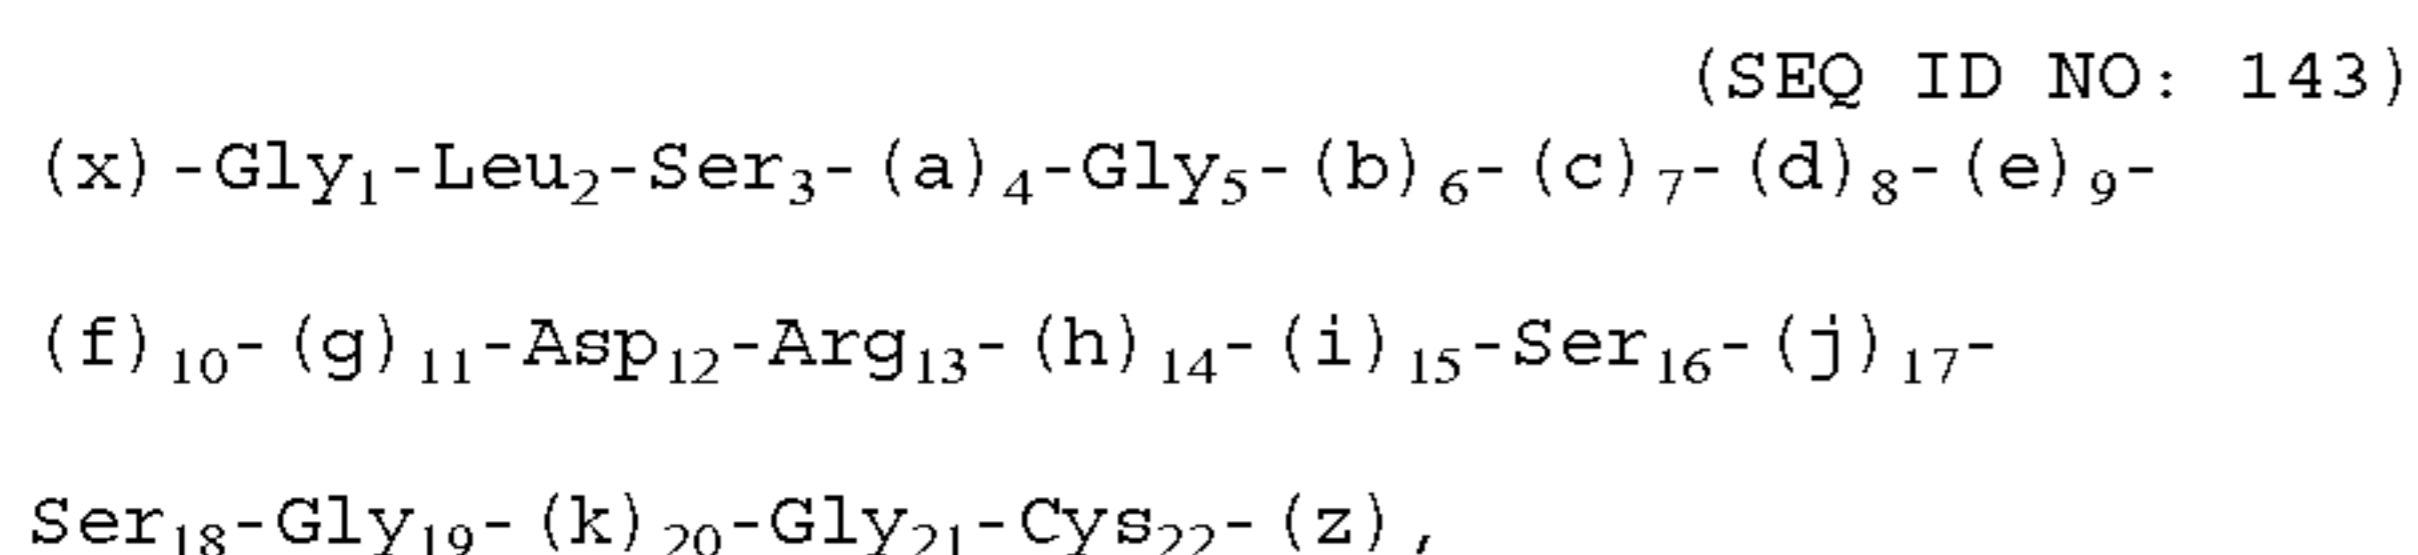 (SEQ ID NO: 143)
(x)-Gly₁-Leu₂-Ser₃-(a)₄-Gly₅-(b)₆-(c)₇-(d)₈-(e)₉-
(f)₁₀-(g)₁₁-Asp₁₂-Arg₁₃-(h)₁₄-(i)₁₅-Ser₁₆-(j)₁₇-
Ser₁₈-Gly₁₉-(k)₂₀-Gly₂₁-Cys₂₂-(z),